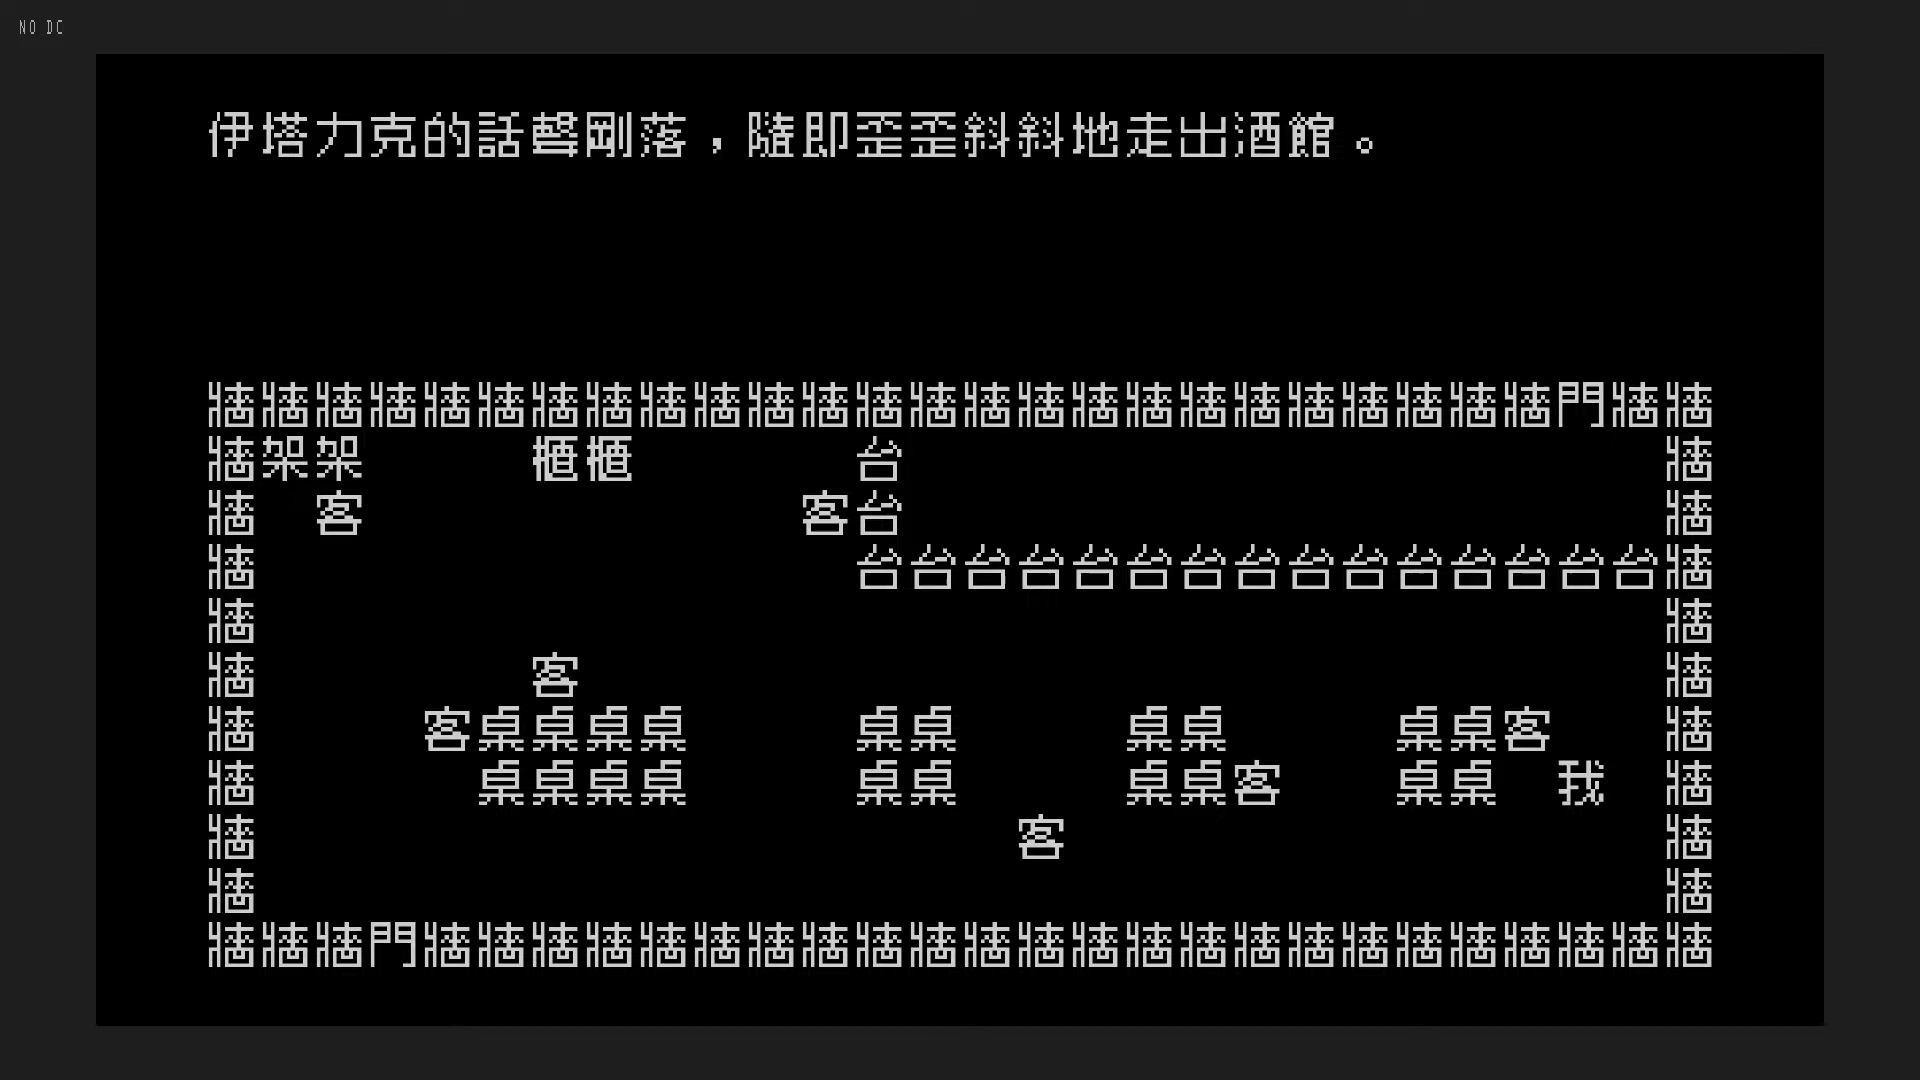 NO DC
伊塔力克的話聲剛落，隨即歪歪斜斜地走出酒館。
牆牆牆牆牆牆牆牆牆牆牆牆牆牆牆牆牆牆牆牆牆牆牆牆牆門牆牆
牆架架　　　櫃櫃　　　　台　　　　　　　　　　　　　　牆
牆　客　　　　　　　　客台　　　　　　　　　　　　　　牆
牆　　　　　　　　　　　台台台台台台台台台台台台台台台牆
牆　　　　　　　　　　　　　　　　　　　　　　　　　　牆
牆　　　　　客　　　　　　　　　　　　　　　　　　　　牆
牆　　　客桌桌桌桌　　　桌桌　　　桌桌　　　桌桌客　　牆
牆　　　　桌桌桌桌　　　桌桌　　　桌桌客　　桌桌　我　牆
牆　　　　　　　　　　　　　　客　　　　　　　　　　　牆
牆　　　　　　　　　　　　　　　　　　　　　　　　　　牆
牆牆牆門牆牆牆牆牆牆牆牆牆牆牆牆牆牆牆牆牆牆牆牆牆牆牆牆